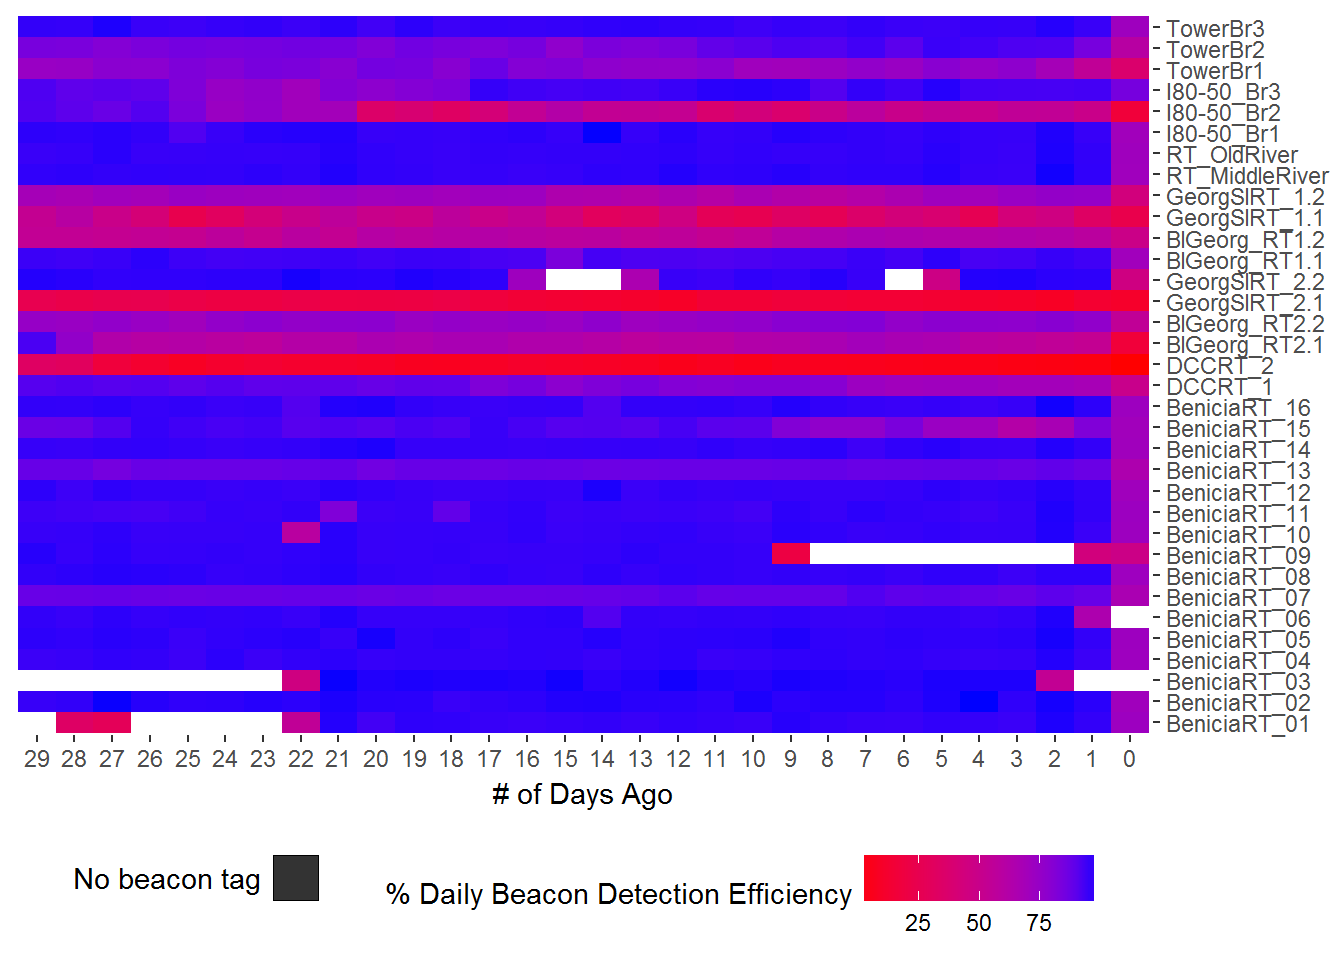 TowerBr3
TowerBr2
TowerBr1
I80-50_Br3
I80-50_Br2
I80-50_Br1
RT_OldRiver
RT_MiddleRiver
GeorgSlRT_1.2
GeorgSlRT_1.1
BlGeorg_RT1.2
BlGeorg_RT1.1
GeorgSlRT_2.2
GeorgSlRT_2.1
BlGeorg_RT2.2
BlGeorg_RT2.1
DCCRT_2
DCCRT_1
BeniciaRT_16
BeniciaRT_15
BeniciaRT_14
BeniciaRT_13
BeniciaRT_12
BeniciaRT_11
BeniciaRT_10
BeniciaRT_09
BeniciaRT_08
BeniciaRT_07
BeniciaRT_06
BeniciaRT_05
BeniciaRT_04
BeniciaRT_03
BeniciaRT_02
BeniciaRT_01
29 28 27 26 25 24 23 22 21 20 19 18 17 16 15 14 13 12 11 10 9 8 7 6 5 4 3 2 1 0
# of Days Ago
No beacon tag
% Daily Beacon Detection Efficiency
25 50 75